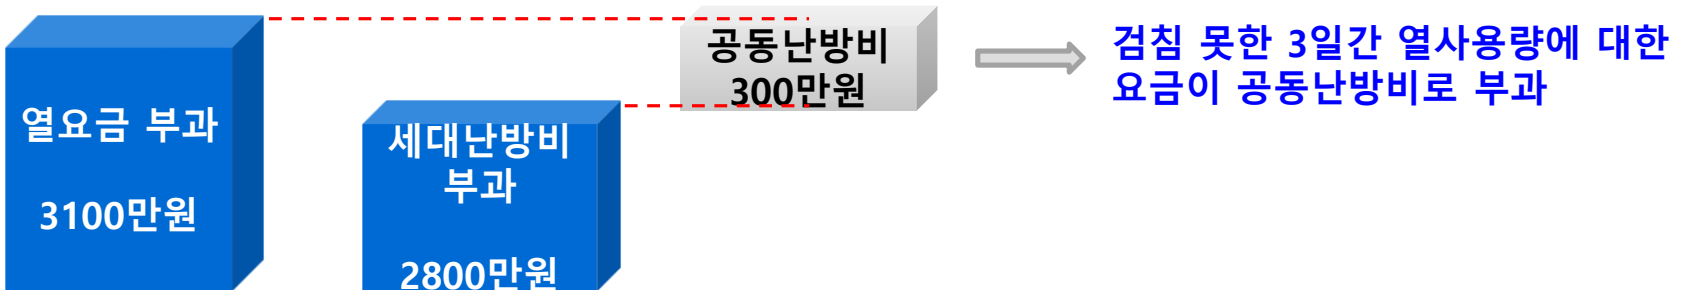 열요금 부과
3100만원
세대난방비
부과
2800만원
공동난방비
300만원
검침 못한 3일간 열사용량에 대한
요금이 공동난방비로 부과